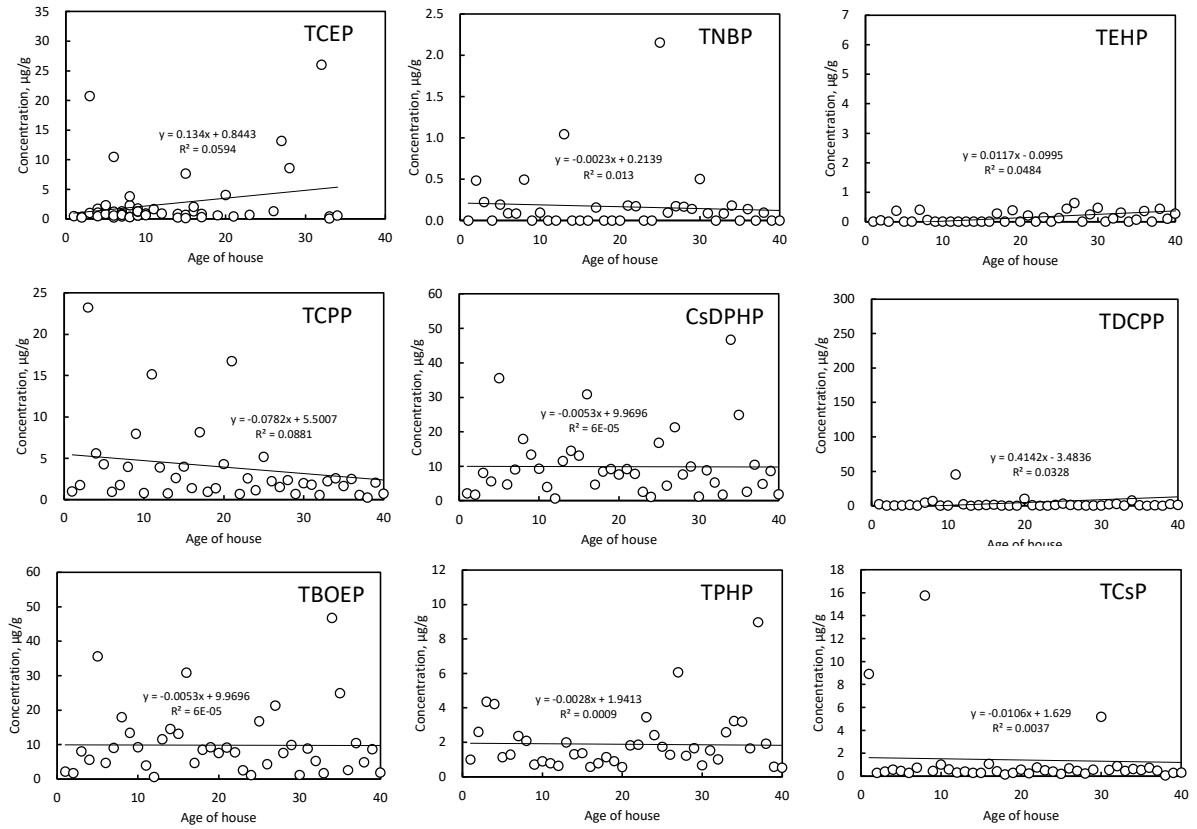 TCEP
Concentration, µg/g
35
30
25
20
15
10
5
0
y = 0.134x + 0.8443
R² = 0.0594
0 10 20 30 40
Age of house
TNBP
Concentration, µg/g
2.5
2.0
1.5
1.0
0.5
0.0
y = -0.0023x + 0.2139
R² = 0.013
0 10 20 30 40
Age of house
TEHP
Concentration, µg/g
7
6
5
4
3
2
1
0
y = 0.0117x - 0.0995
R² = 0.0484
0 10 20 30 40
Age of house
TCPP
Concentration, µg/g
25
20
15
10
5
0
y = -0.0782x + 5.5007
R² = 0.0881
0 10 20 30 40
Age of house
CsDPHP
Concentration, µg/g
60
50
40
30
20
10
0
y = -0.0053x + 9.9696
R² = 6E-05
0 10 20 30 40
Age of house
TDCPP
Concentration, µg/g
300
250
200
150
100
50
0
y = 0.4142x - 3.4836
R² = 0.0328
0 10 20 30 40
Age of house
TBOEP
Concentration, µg/g
60
50
40
30
20
10
0
y = -0.0053x + 9.9696
R² = 6E-05
0 10 20 30 40
Age of house
TPHP
Concentration, µg/g
12
10
8
6
4
2
0
y = -0.0028x + 1.9413
R² = 0.0009
0 10 20 30 40
Age of house
TCsP
Concentration, µg/g
18
16
14
12
10
8
6
4
2
0
y = -0.0106x + 1.629
R² = 0.0037
0 10 20 30 40
Age of house